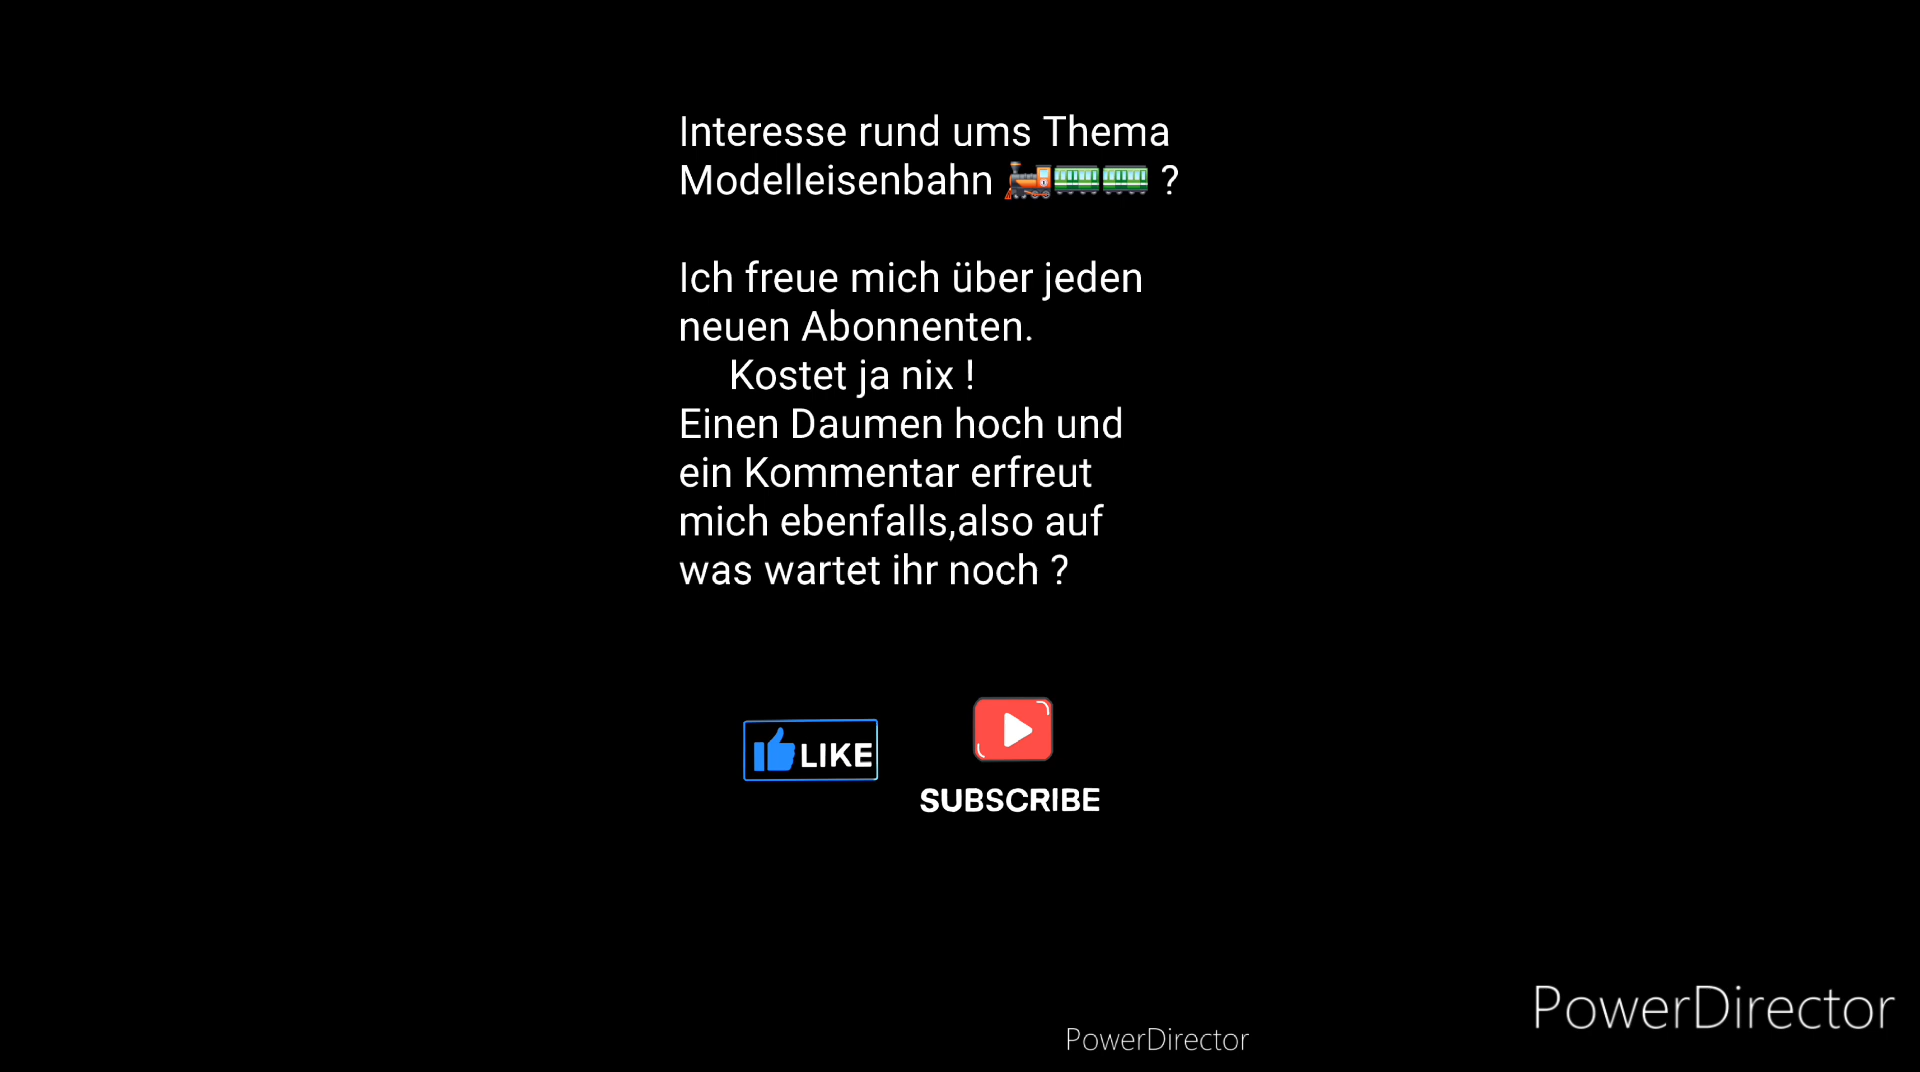 Interesse rund ums Thema
Modelleisenbahn 🚂🚃🚃 ?
Ich freue mich über jeden
neuen Abonnenten.
Kostet ja nix !
Einen Daumen hoch und
ein Kommentar erfreut
mich ebenfalls,also auf
was wartet ihr noch ?
LIKE
SUBSCRIBE
PowerDirector
PowerDirector